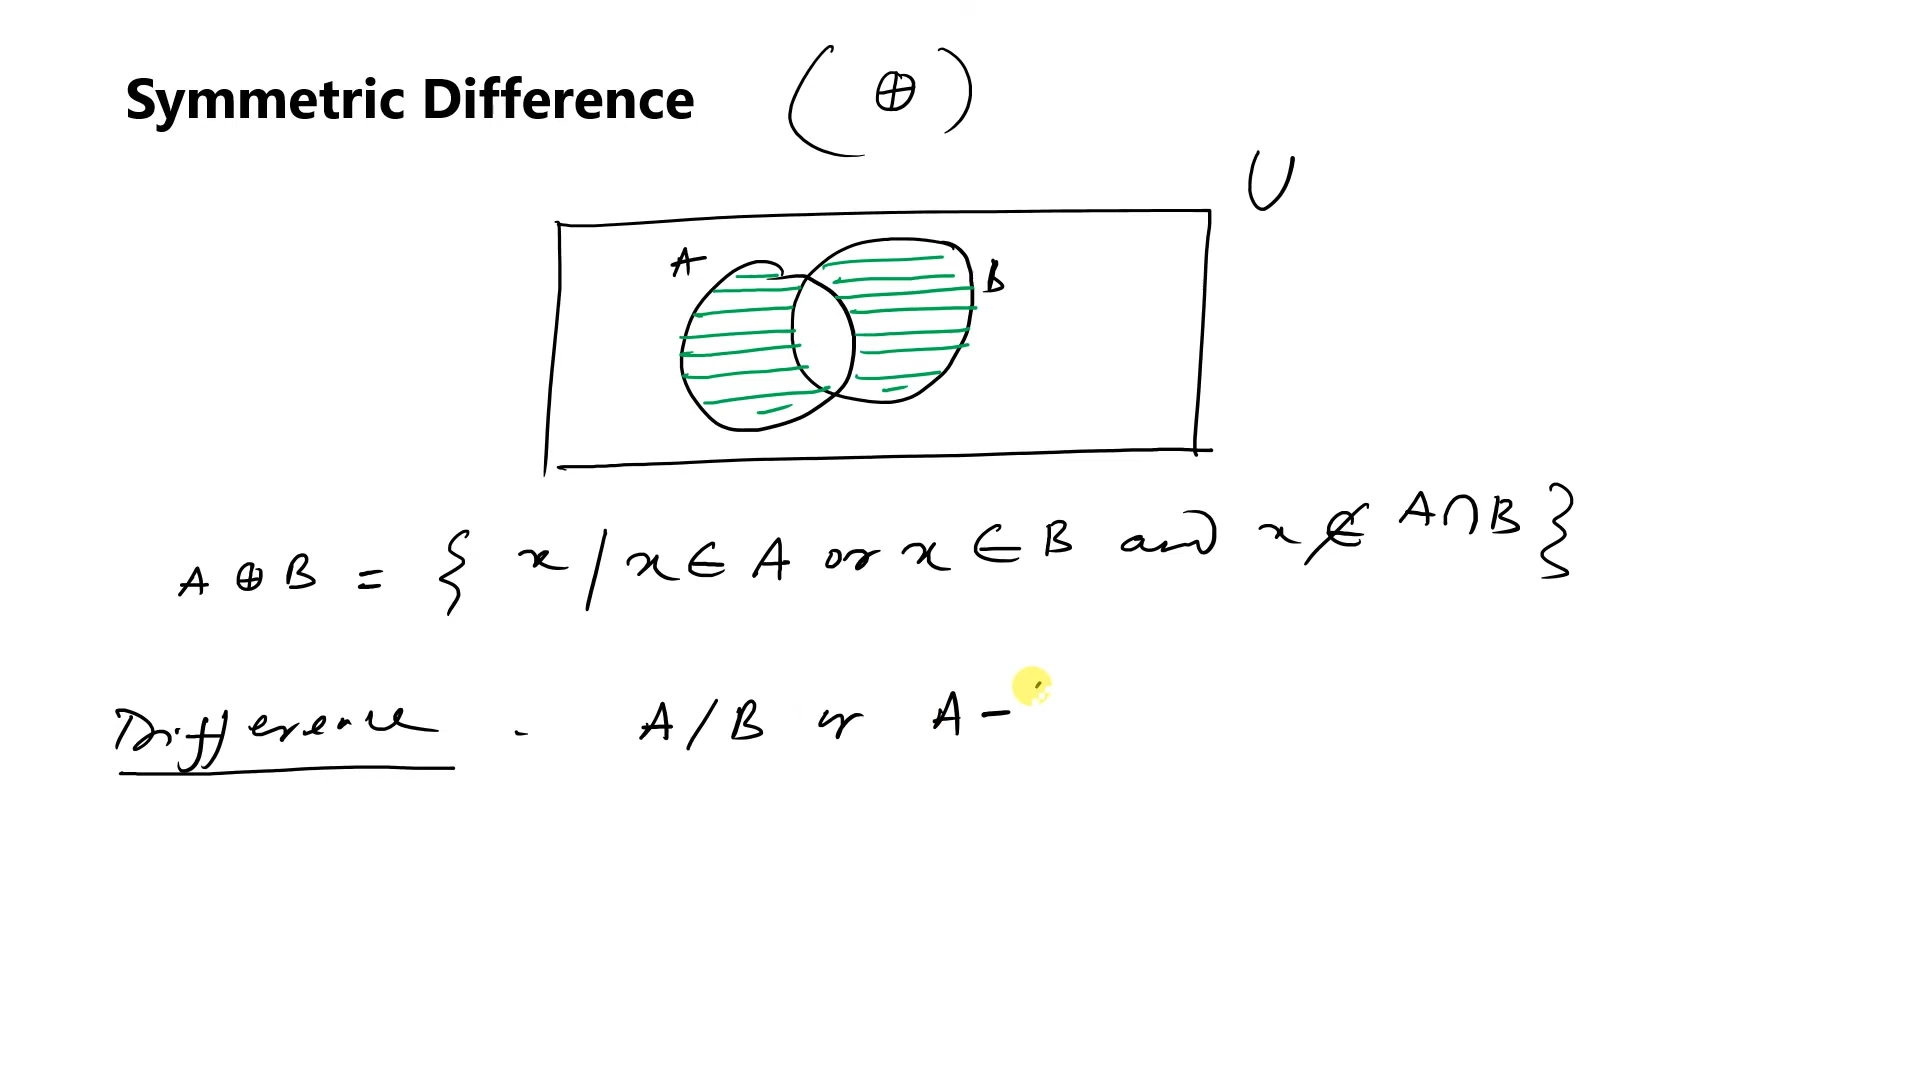 Symmetric Difference ( ⊕ )
U
A B
A ⊕ B = { x / x ∈ A or x ∈ B and x ∉ A ∩ B }
Difference . A / B or A -